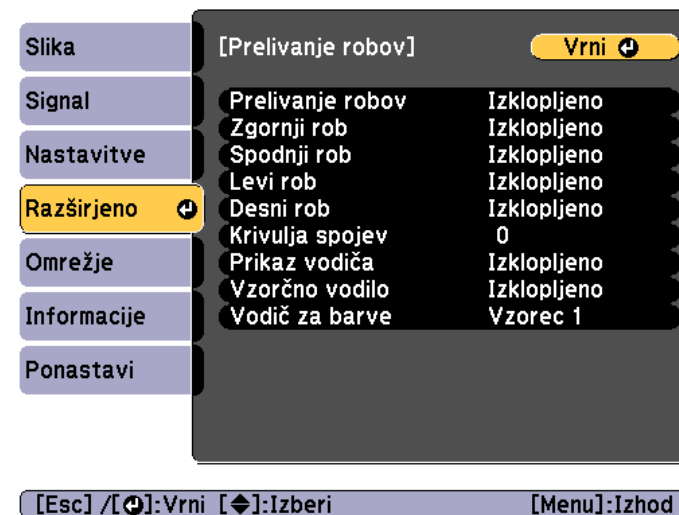 Slika
Signal
Nastavitve
Razširjeno
Omrežje
Informacije
Ponastavi
[Prelivanje robov] Vrni
Prelivanje robov Izklopljeno
Zgornji rob Izklopljeno
Spodnji rob Izklopljeno
Levi rob Izklopljeno
Desni rob Izklopljeno
Krivulja spojev 0
Prikaz vodiča Izklopljeno
Vzorčno vodilo Izklopljeno
Vodič za barve Vzorec 1
[Esc] /[⏎]:Vrni [◆]:Izberi [Menu]:Izhod